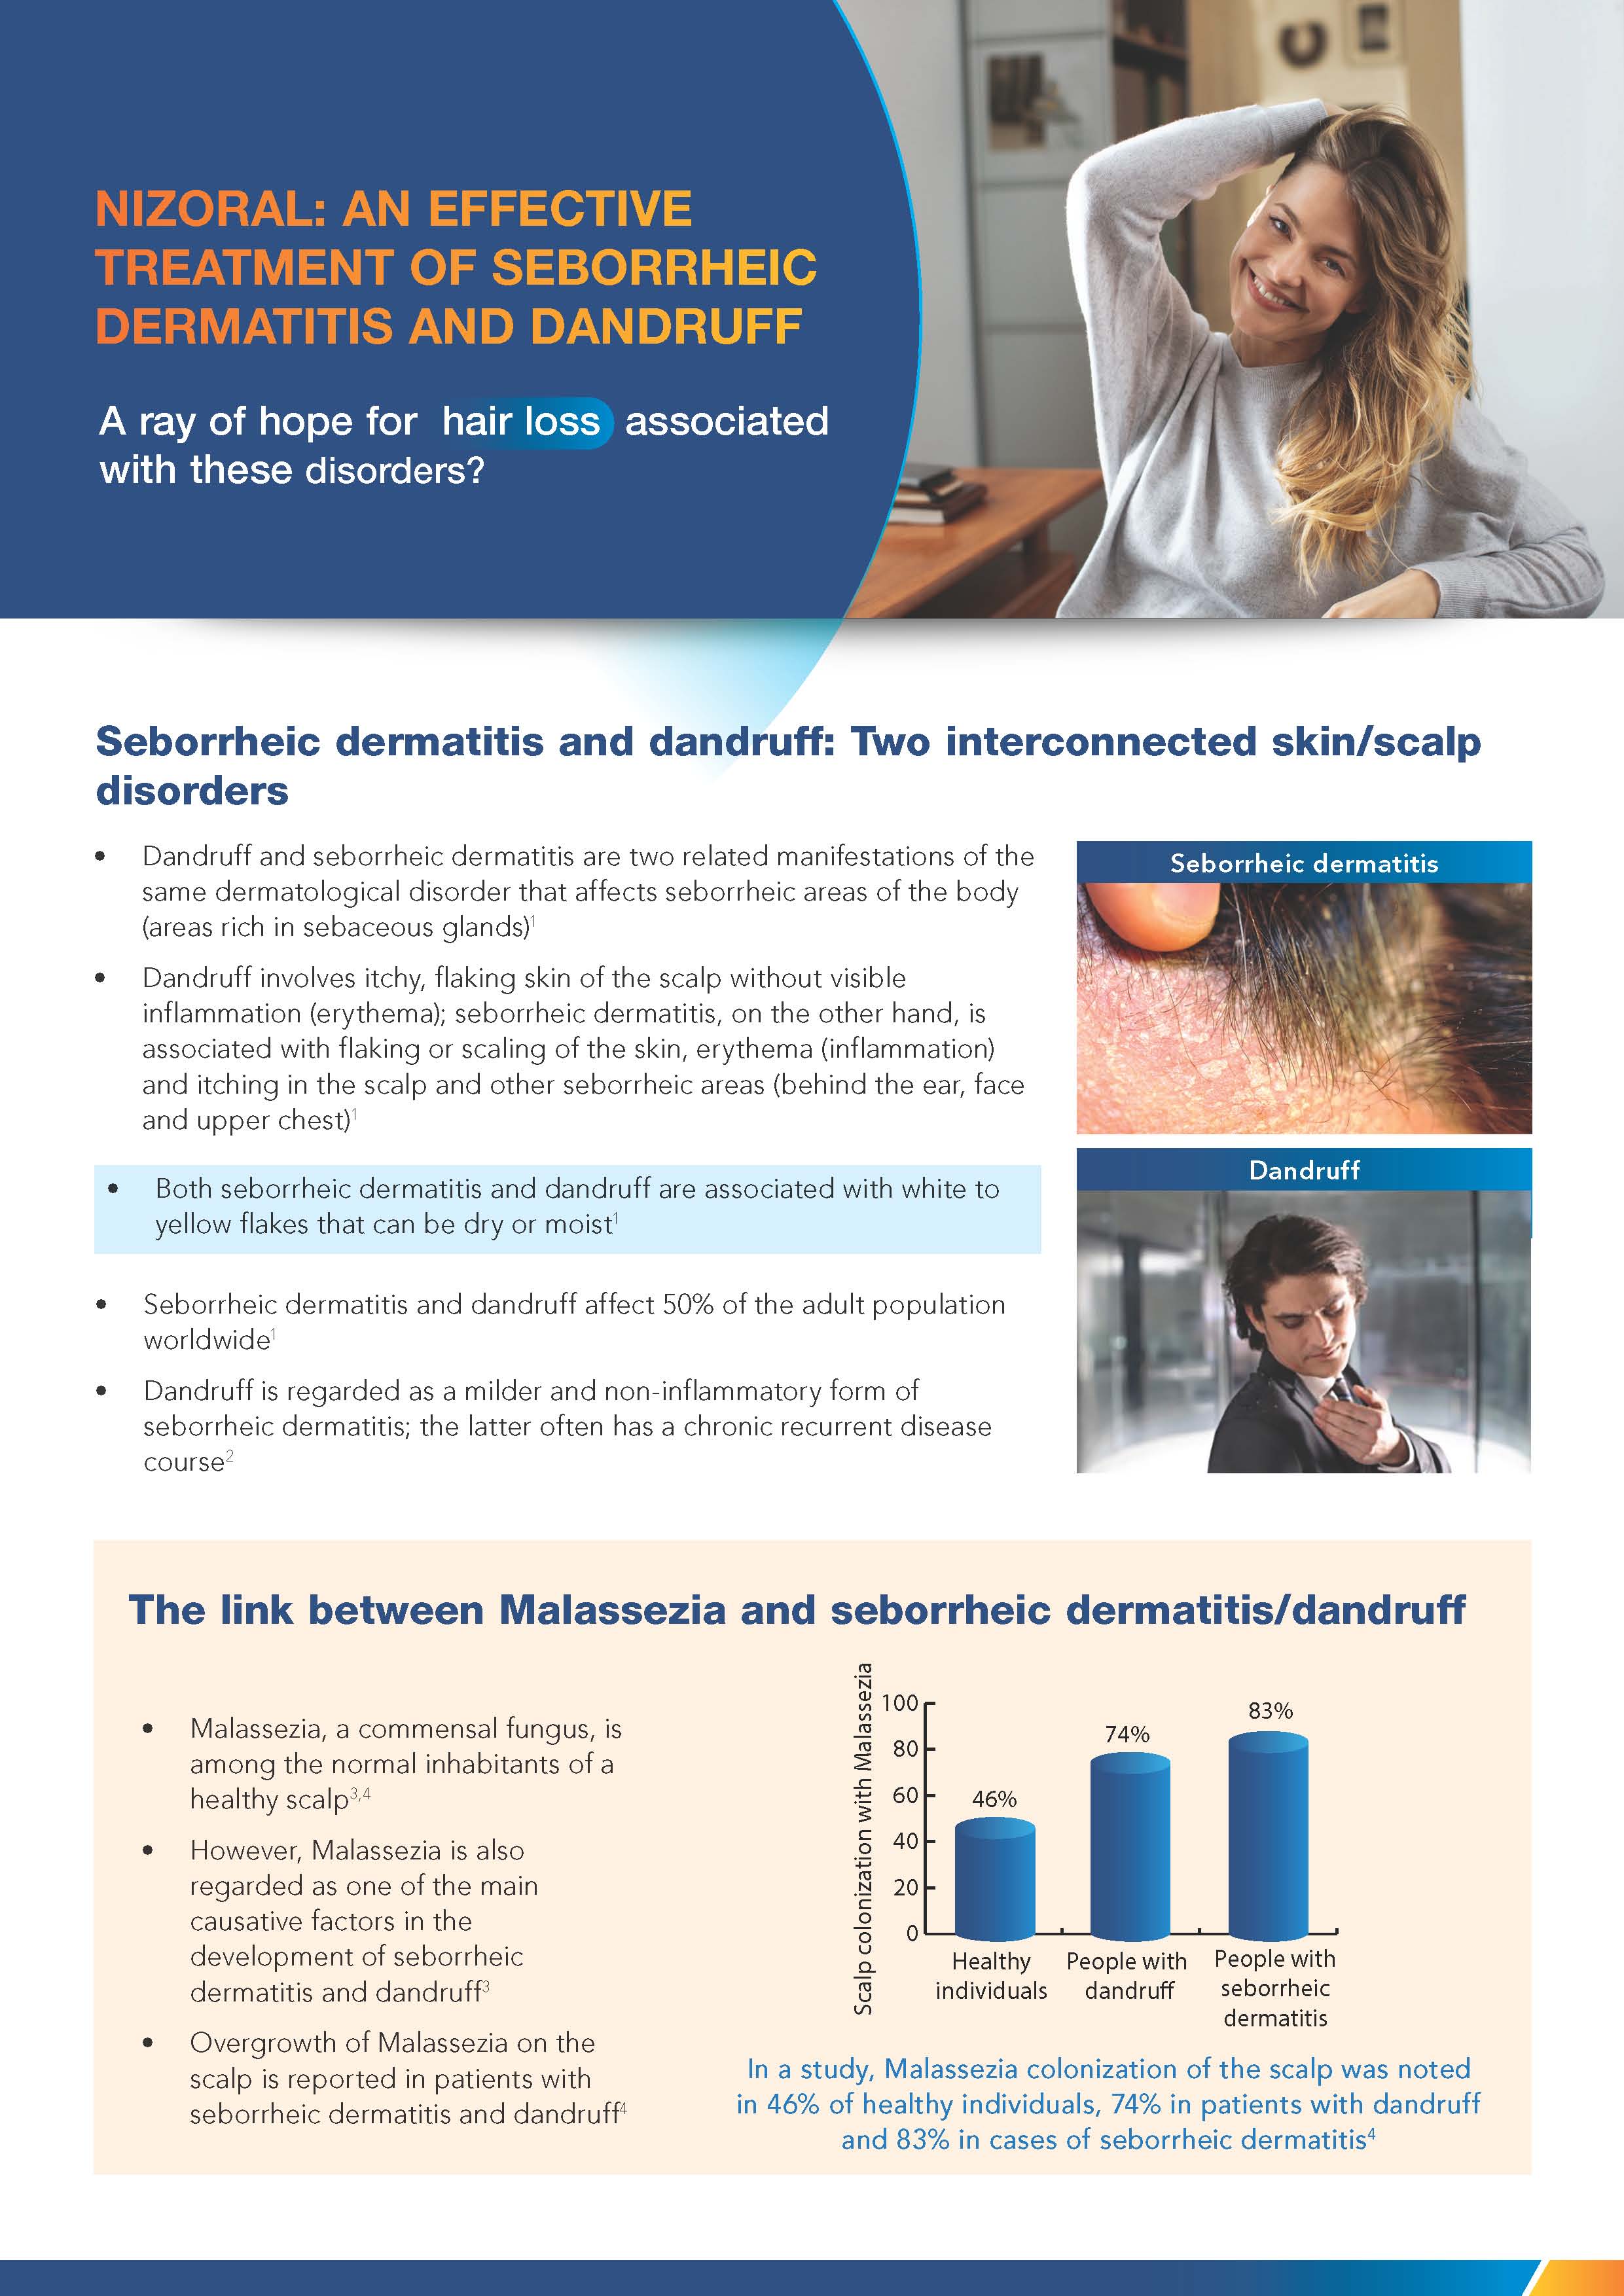 NIZORAL: AN EFFECTIVE
TREATMENT OF SEBORRHEIC
DERMATITIS AND DANDRUFF
A ray of hope for hair loss associated
with these disorders?
Seborrheic dermatitis and dandruff: Two interconnected skin/scalp
disorders
• Dandruff and seborrheic dermatitis are two related manifestations of the
same dermatological disorder that affects seborrheic areas of the body
(areas rich in sebaceous glands)¹
• Dandruff involves itchy, flaking skin of the scalp without visible
inflammation (erythema); seborrheic dermatitis, on the other hand, is
associated with flaking or scaling of the skin, erythema (inflammation)
and itching in the scalp and other seborrheic areas (behind the ear, face
and upper chest)¹
• Both seborrheic dermatitis and dandruff are associated with white to
yellow flakes that can be dry or moist¹
• Seborrheic dermatitis and dandruff affect 50% of the adult population
worldwide¹
• Dandruff is regarded as a milder and non-inflammatory form of
seborrheic dermatitis; the latter often has a chronic recurrent disease
course²
Seborrheic dermatitis
Dandruff
The link between Malassezia and seborrheic dermatitis/dandruff
• Malassezia, a commensal fungus, is
among the normal inhabitants of a
healthy scalp³,⁴
• However, Malassezia is also
regarded as one of the main
causative factors in the
development of seborrheic
dermatitis and dandruff³
• Overgrowth of Malassezia on the
scalp is reported in patients with
seborrheic dermatitis and dandruff⁴
Scalp colonization with Malassezia
100
80
60
40
20
0
46%
74%
83%
Healthy
individuals
People with
dandruff
People with
seborrheic
dermatitis
In a study, Malassezia colonization of the scalp was noted
in 46% of healthy individuals, 74% in patients with dandruff
and 83% in cases of seborrheic dermatitis⁴